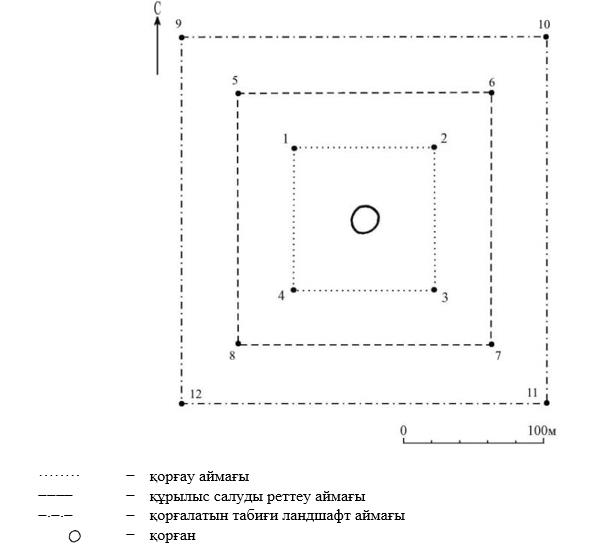 С
9 10
5 6
1 2
4 3
8 7
12 11
0 100м
........ – қорғау аймағы
–––– – құрылыс салуды реттеу аймағы
–·–·– – қорғалатын табиғи ландшафт аймағы
– қорған